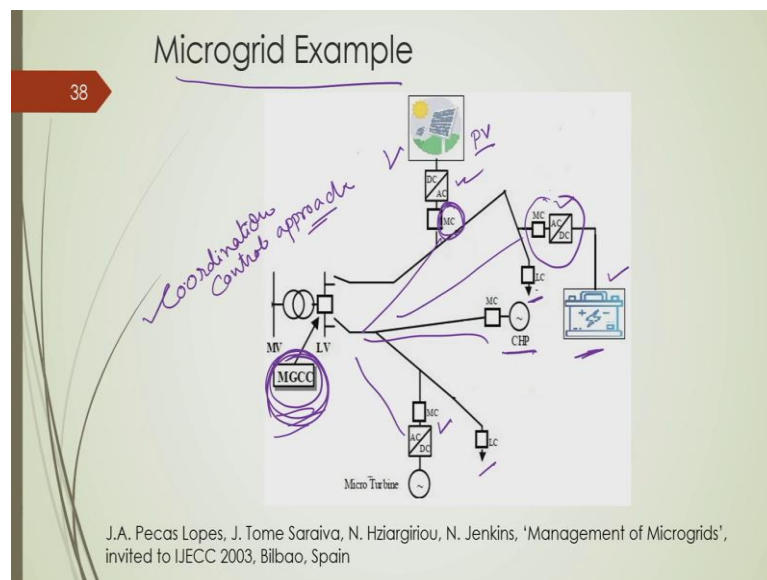 Microgrid Example
38
PV
DC
AC
MC
Coordination
control approach
MC
AC
DC
LC
MC
CHP
MV
LV
MGCC
MC
AC
DC
LC
Micro Turbine
J.A. Pecas Lopes, J. Tome Saraiva, N. Hziargiriou, N. Jenkins, ‘Management of Microgrids’,
invited to IJECC 2003, Bilbao, Spain